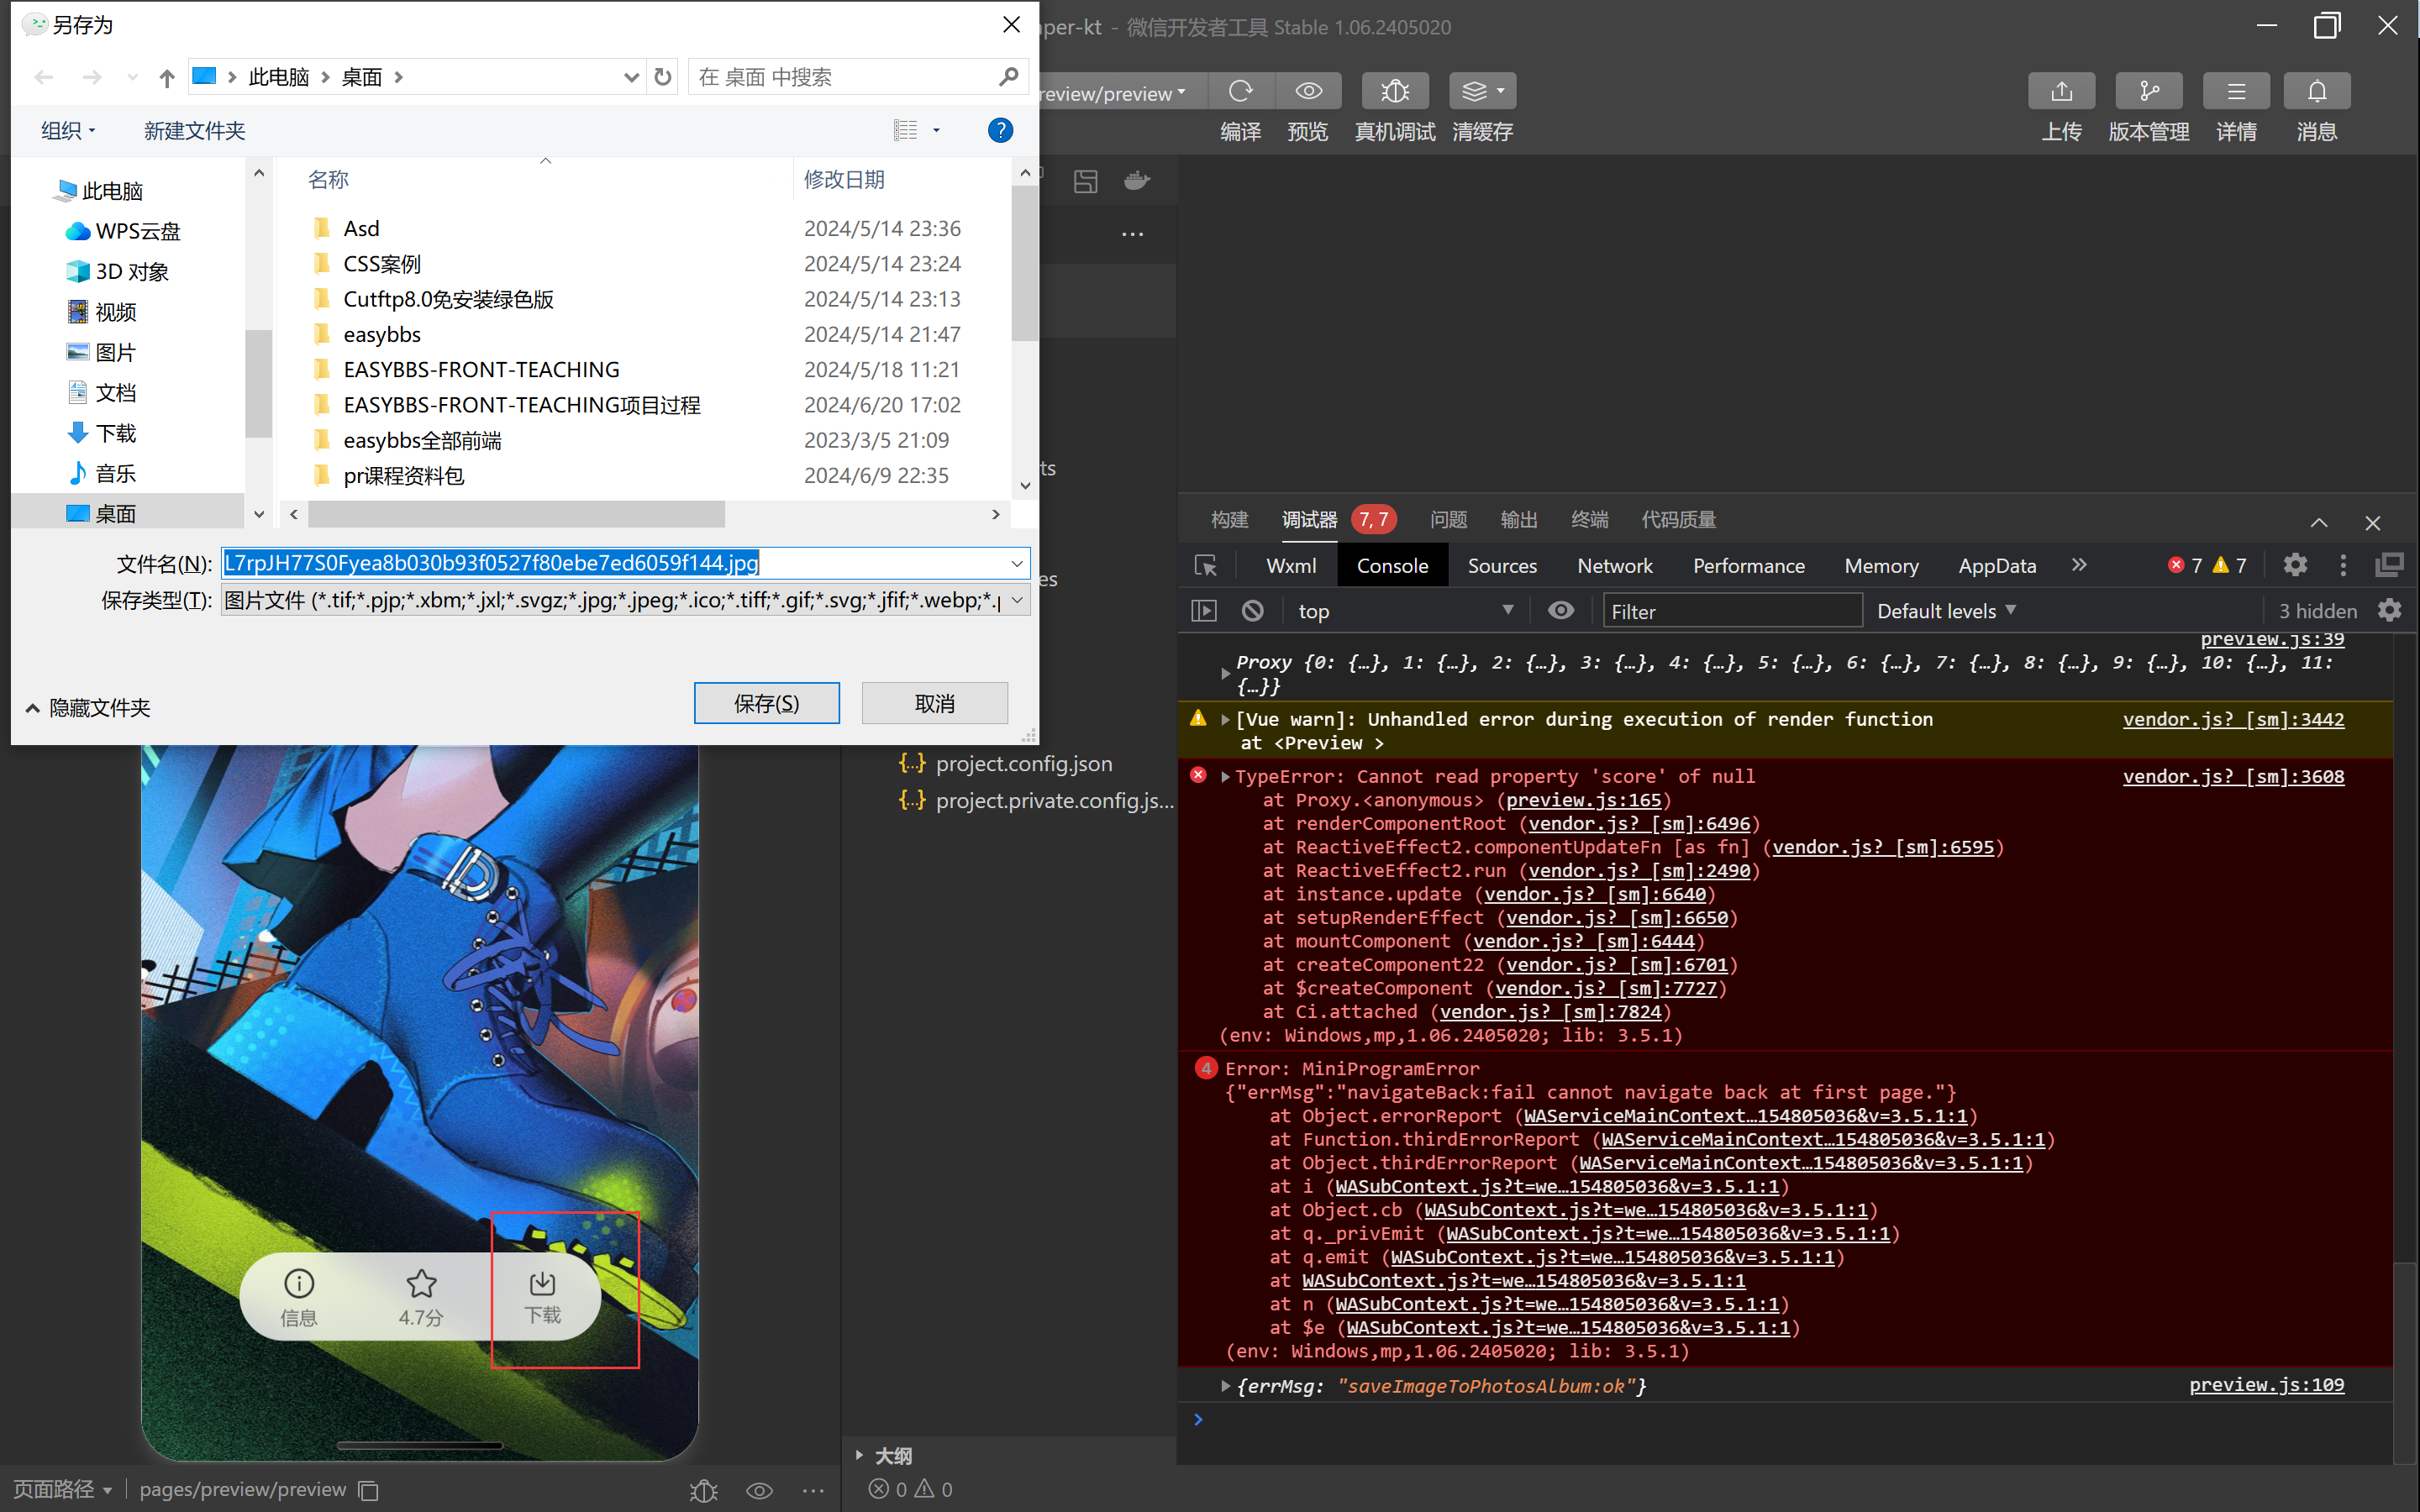 另存为
此电脑
桌面
在 桌面 中搜索
组织
新建文件夹
此电脑
WPS云盘
3D 对象
视频
图片
文档
下载
音乐
桌面
名称
修改日期
Asd
2024/5/14 23:36
CSS案例
2024/5/14 23:24
Cutftp8.0免安装绿色版
2024/5/14 23:13
easybbs
2024/5/14 21:47
EASYBBS-FRONT-TEACHING
2024/5/18 11:21
EASYBBS-FRONT-TEACHING项目过程
2024/6/20 17:02
easybbs全部前端
2023/3/5 21:09
pr课程资料包
2024/6/9 22:35
文件名(N):
L7rpJH77S0Fyea8b030b93f0527f80ebe7ed6059f144.jpg
保存类型(T):
图片文件 (*.tif;*.pjp;*.xbm;*.jxl;*.svgz;*.jpg;*.jpeg;*.ico;*.tiff;*.gif;*.svg;*.jfif;*.webp;*.p
隐藏文件夹
保存(S)
取消
per-kt - 微信开发者工具 Stable 1.06.2405020
review/preview
编译
预览
真机调试
清缓存
上传
版本管理
详情
消息
ts
es
project.config.json
project.private.config.js...
大纲
0
0
信息
4.7分
下载
页面路径
pages/preview/preview
构建
调试器
7, 7
问题
输出
终端
代码质量
Wxml
Console
Sources
Network
Performance
Memory
AppData
7
7
top
Filter
Default levels
3 hidden
preview.js:39
Proxy {0: {…}, 1: {…}, 2: {…}, 3: {…}, 4: {…}, 5: {…}, 6: {…}, 7: {…}, 8: {…}, 9: {…}, 10: {…}, 11:
{…}}
[Vue warn]: Unhandled error during execution of render function
vendor.js? [sm]:3442
at <Preview >
TypeError: Cannot read property 'score' of null
vendor.js? [sm]:3608
at Proxy.<anonymous> (preview.js:165)
at renderComponentRoot (vendor.js? [sm]:6496)
at ReactiveEffect2.componentUpdateFn [as fn] (vendor.js? [sm]:6595)
at ReactiveEffect2.run (vendor.js? [sm]:2490)
at instance.update (vendor.js? [sm]:6640)
at setupRenderEffect (vendor.js? [sm]:6650)
at mountComponent (vendor.js? [sm]:6444)
at createComponent22 (vendor.js? [sm]:6701)
at $createComponent (vendor.js? [sm]:7727)
at Ci.attached (vendor.js? [sm]:7824)
(env: Windows,mp,1.06.2405020; lib: 3.5.1)
4
Error: MiniProgramError
{"errMsg":"navigateBack:fail cannot navigate back at first page."}
at Object.errorReport (WAServiceMainContext…154805036&v=3.5.1:1)
at Function.thirdErrorReport (WAServiceMainContext…154805036&v=3.5.1:1)
at Object.thirdErrorReport (WAServiceMainContext…154805036&v=3.5.1:1)
at i (WASubContext.js?t=we…154805036&v=3.5.1:1)
at Object.cb (WASubContext.js?t=we…154805036&v=3.5.1:1)
at q._privEmit (WASubContext.js?t=we…154805036&v=3.5.1:1)
at q.emit (WASubContext.js?t=we…154805036&v=3.5.1:1)
at WASubContext.js?t=we…154805036&v=3.5.1:1
at n (WASubContext.js?t=we…154805036&v=3.5.1:1)
at $e (WASubContext.js?t=we…154805036&v=3.5.1:1)
(env: Windows,mp,1.06.2405020; lib: 3.5.1)
{errMsg: "saveImageToPhotosAlbum:ok"}
preview.js:109